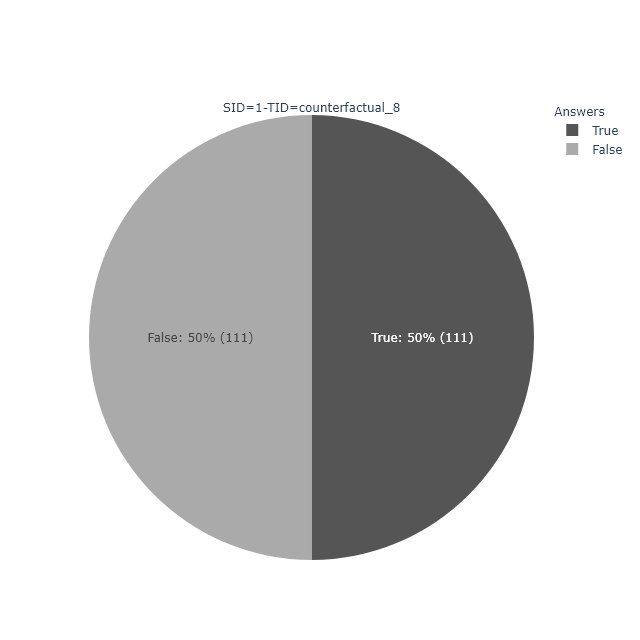 SID=1-TID=counterfactual_8
Answers
True
False
False: 50% (111)
True: 50% (111)